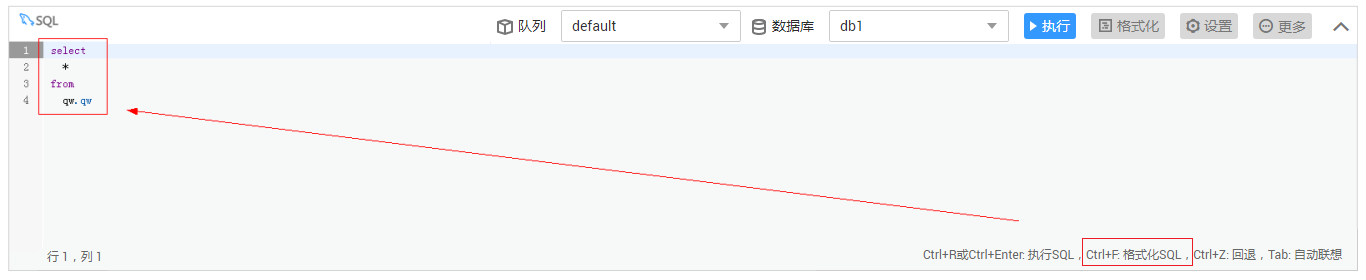 SQL 队列 default 数据库 db1 执行 格式化 设置 更多
1 select
2 *
3 from
4 qw.qw
行 1，列 1 Ctrl+R或Ctrl+Enter: 执行SQL，Ctrl+F: 格式化SQL，Ctrl+Z: 回退，Tab: 自动联想